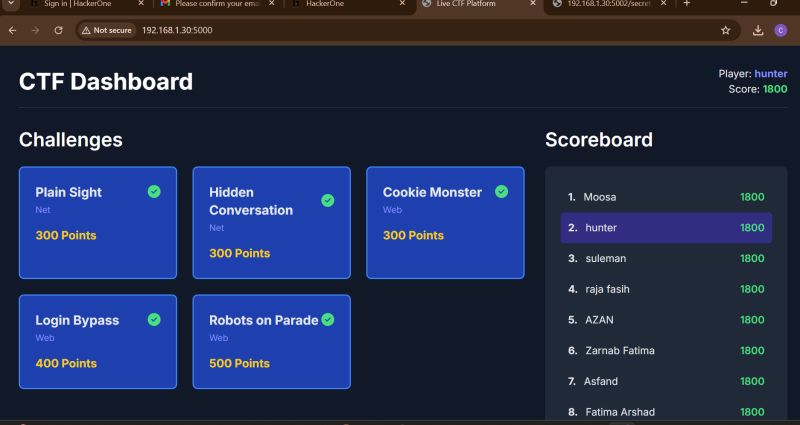 Sign in | HackerOne
Please confirm your ema
HackerOne
Live CTF Platform
192.168.1.30:5002/secret
Not secure
192.168.1.30:5000
C
CTF Dashboard
Player: hunter
Score: 1800
Challenges
Plain Sight
Net
300 Points
Hidden
Conversation
Net
300 Points
Cookie Monster
Web
300 Points
Login Bypass
Web
400 Points
Robots on Parade
Web
500 Points
Scoreboard
1. Moosa 1800
2. hunter 1800
3. suleman 1800
4. raja fasih 1800
5. AZAN 1800
6. Zarnab Fatima 1800
7. Asfand 1800
8. Fatima Arshad 1800